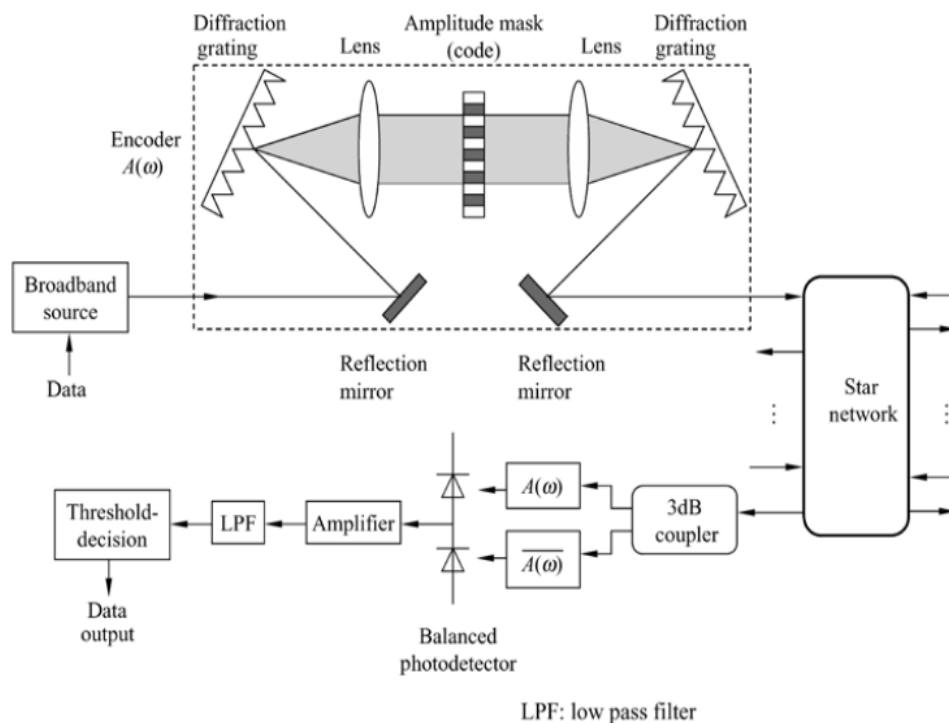 Diffraction
grating
Lens
Amplitude mask
(code)
Lens
Diffraction
grating
Encoder
A(ω)
Broadband
source
Data
Reflection
mirror
Reflection
mirror
Star
network
Threshold-
decision
LPF
Amplifier
A(ω)
A(ω)
3dB
coupler
Data
output
Balanced
photodetector
LPF: low pass filter